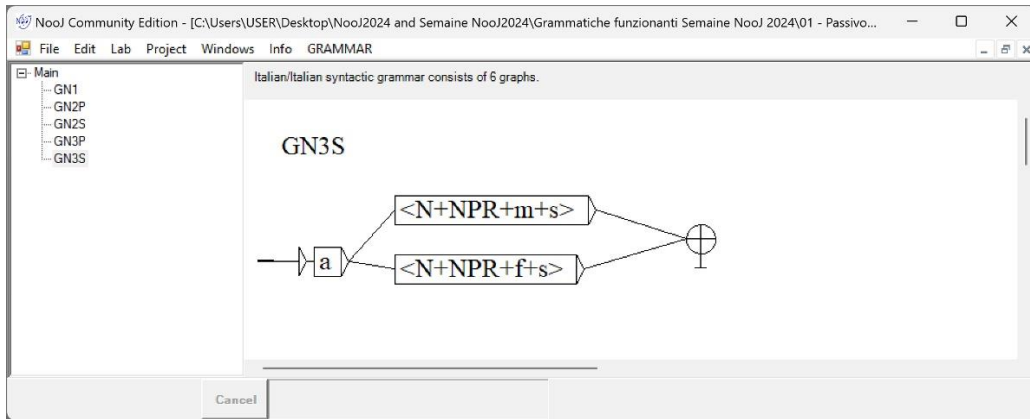 NooJ Community Edition - [C:\Users\USER\Desktop\NooJ2024 and Semaine NooJ2024\Grammatiche funzionanti Semaine NooJ 2024\01 - Passivo...
File Edit Lab Project Windows Info GRAMMAR
Main
GN1
GN2P
GN2S
GN3P
GN3S
Italian/Italian syntactic grammar consists of 6 graphs.
GN3S
<N+NPR+m+s>
a
<N+NPR+f+s>
Cancel